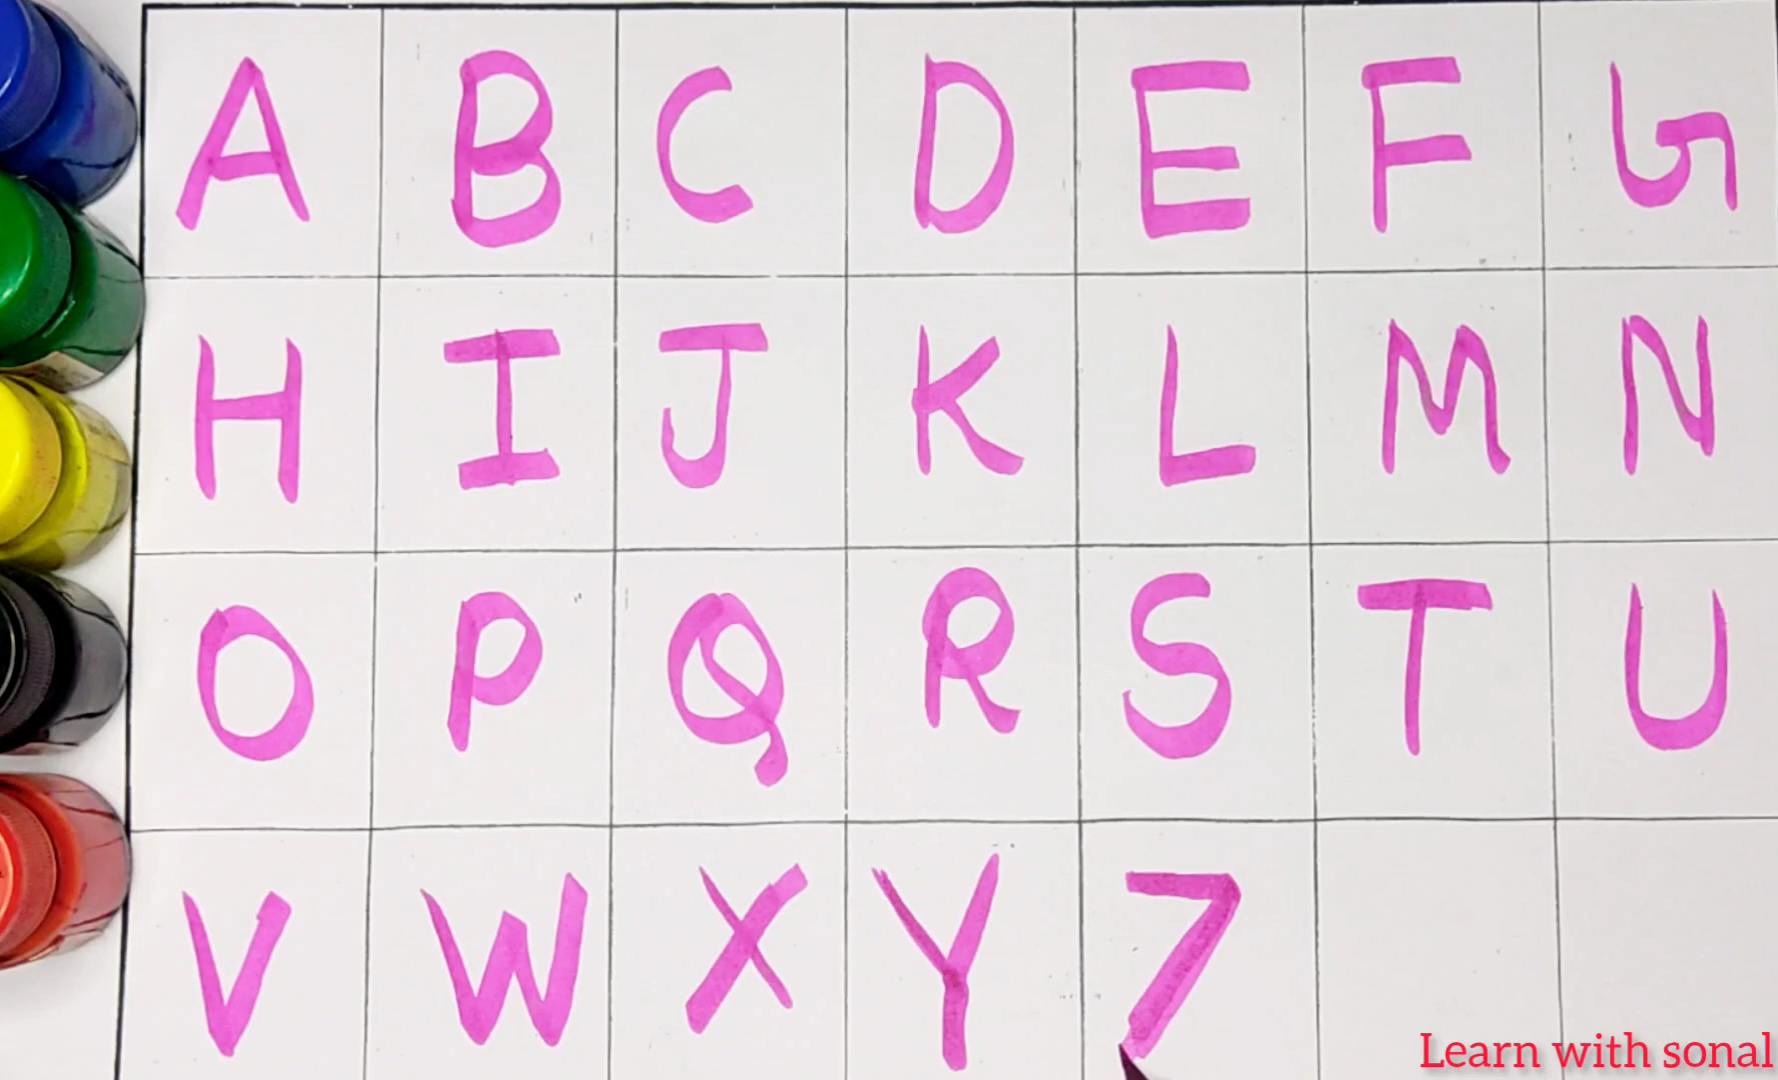 A B C D E F G
H I J K L M N
O P Q R S T U
V W X Y Z
Learn with sonal